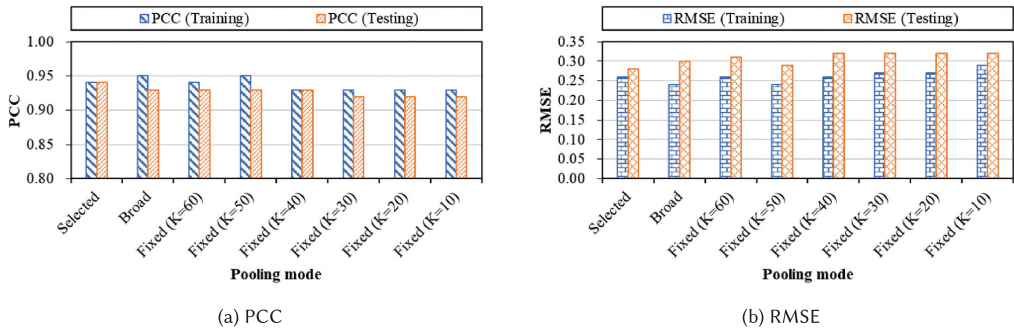 PCC (Training) PCC (Testing)
1.00
0.95
0.90
0.85
0.80
PCC
Selected
Broad
Fixed (K=60)
Fixed (K=50)
Fixed (K=40)
Fixed (K=30)
Fixed (K=20)
Fixed (K=10)
Pooling mode
(a) PCC
RMSE (Training) RMSE (Testing)
0.35
0.30
0.25
0.20
0.15
0.10
0.05
0.00
RMSE
Selected
Broad
Fixed (K=60)
Fixed (K=50)
Fixed (K=40)
Fixed (K=30)
Fixed (K=20)
Fixed (K=10)
Pooling mode
(b) RMSE